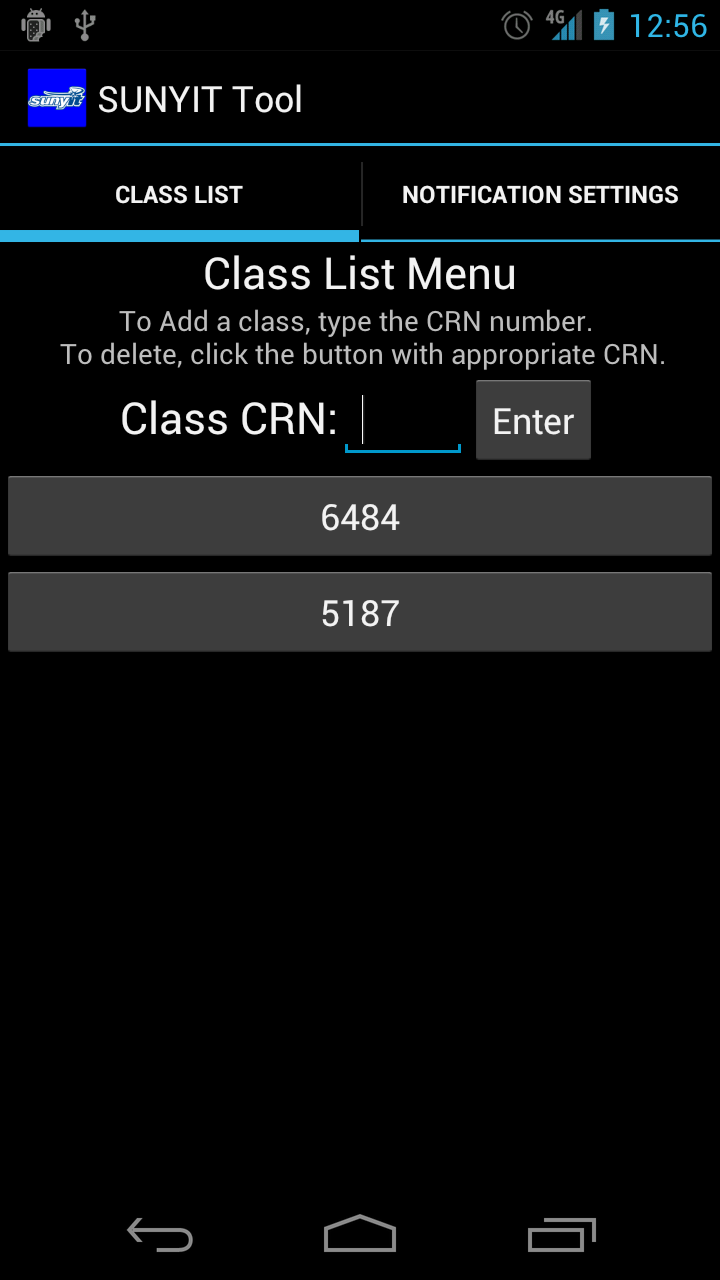 4G 12:56
sunyit SUNYIT Tool
CLASS LIST NOTIFICATION SETTINGS
Class List Menu
To Add a class, type the CRN number.
To delete, click the button with appropriate CRN.
Class CRN: Enter
6484
5187